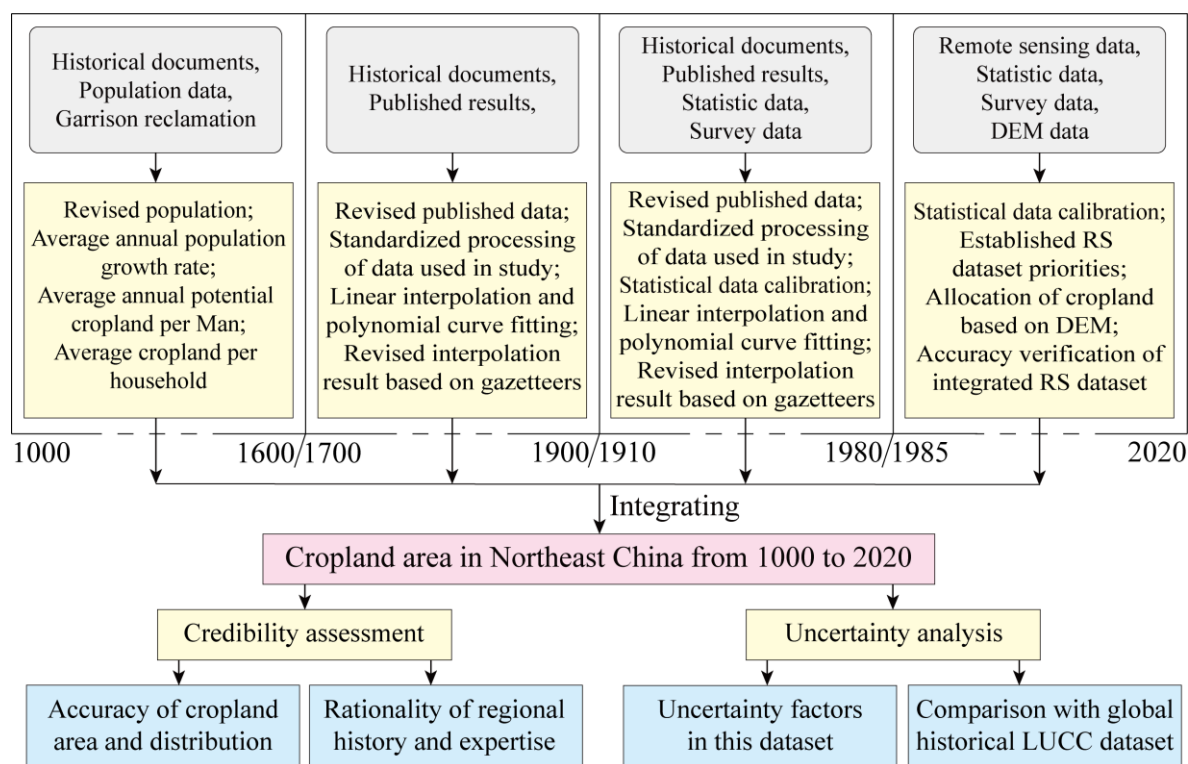 Historical documents,
Population data,
Garrison reclamation
Historical documents,
Published results,
Historical documents,
Published results,
Statistic data,
Survey data
Remote sensing data,
Statistic data,
Survey data,
DEM data
Revised population;
Average annual population
growth rate;
Average annual potential
cropland per Man;
Average cropland per
household
Revised published data;
Standardized processing
of data used in study;
Linear interpolation and
polynomial curve fitting;
Revised interpolation
result based on gazetteers
Revised published data;
Standardized processing
of data used in study;
Statistical data calibration;
Linear interpolation and
polynomial curve fitting;
Revised interpolation
result based on gazetteers
Statistical data calibration;
Established RS
dataset priorities;
Allocation of cropland
based on DEM;
Accuracy verification of
integrated RS dataset
1000
1600/1700
1900/1910
1980/1985
2020
Integrating
Cropland area in Northeast China from 1000 to 2020
Credibility assessment
Uncertainty analysis
Accuracy of cropland
area and distribution
Rationality of regional
history and expertise
Uncertainty factors
in this dataset
Comparison with global
historical LUCC dataset